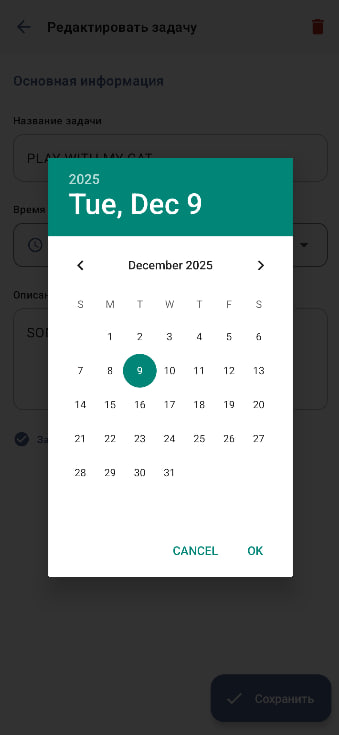 Редактировать задачу
Основная информация
Название задачи
PLAY WITH MY CAT
2025
Tue, Dec 9
Время
December 2025
S M T W T F S
1 2 3 4 5 6
7 8 9 10 11 12 13
14 15 16 17 18 19 20
21 22 23 24 25 26 27
28 29 30 31
CANCEL OK
Сохранить